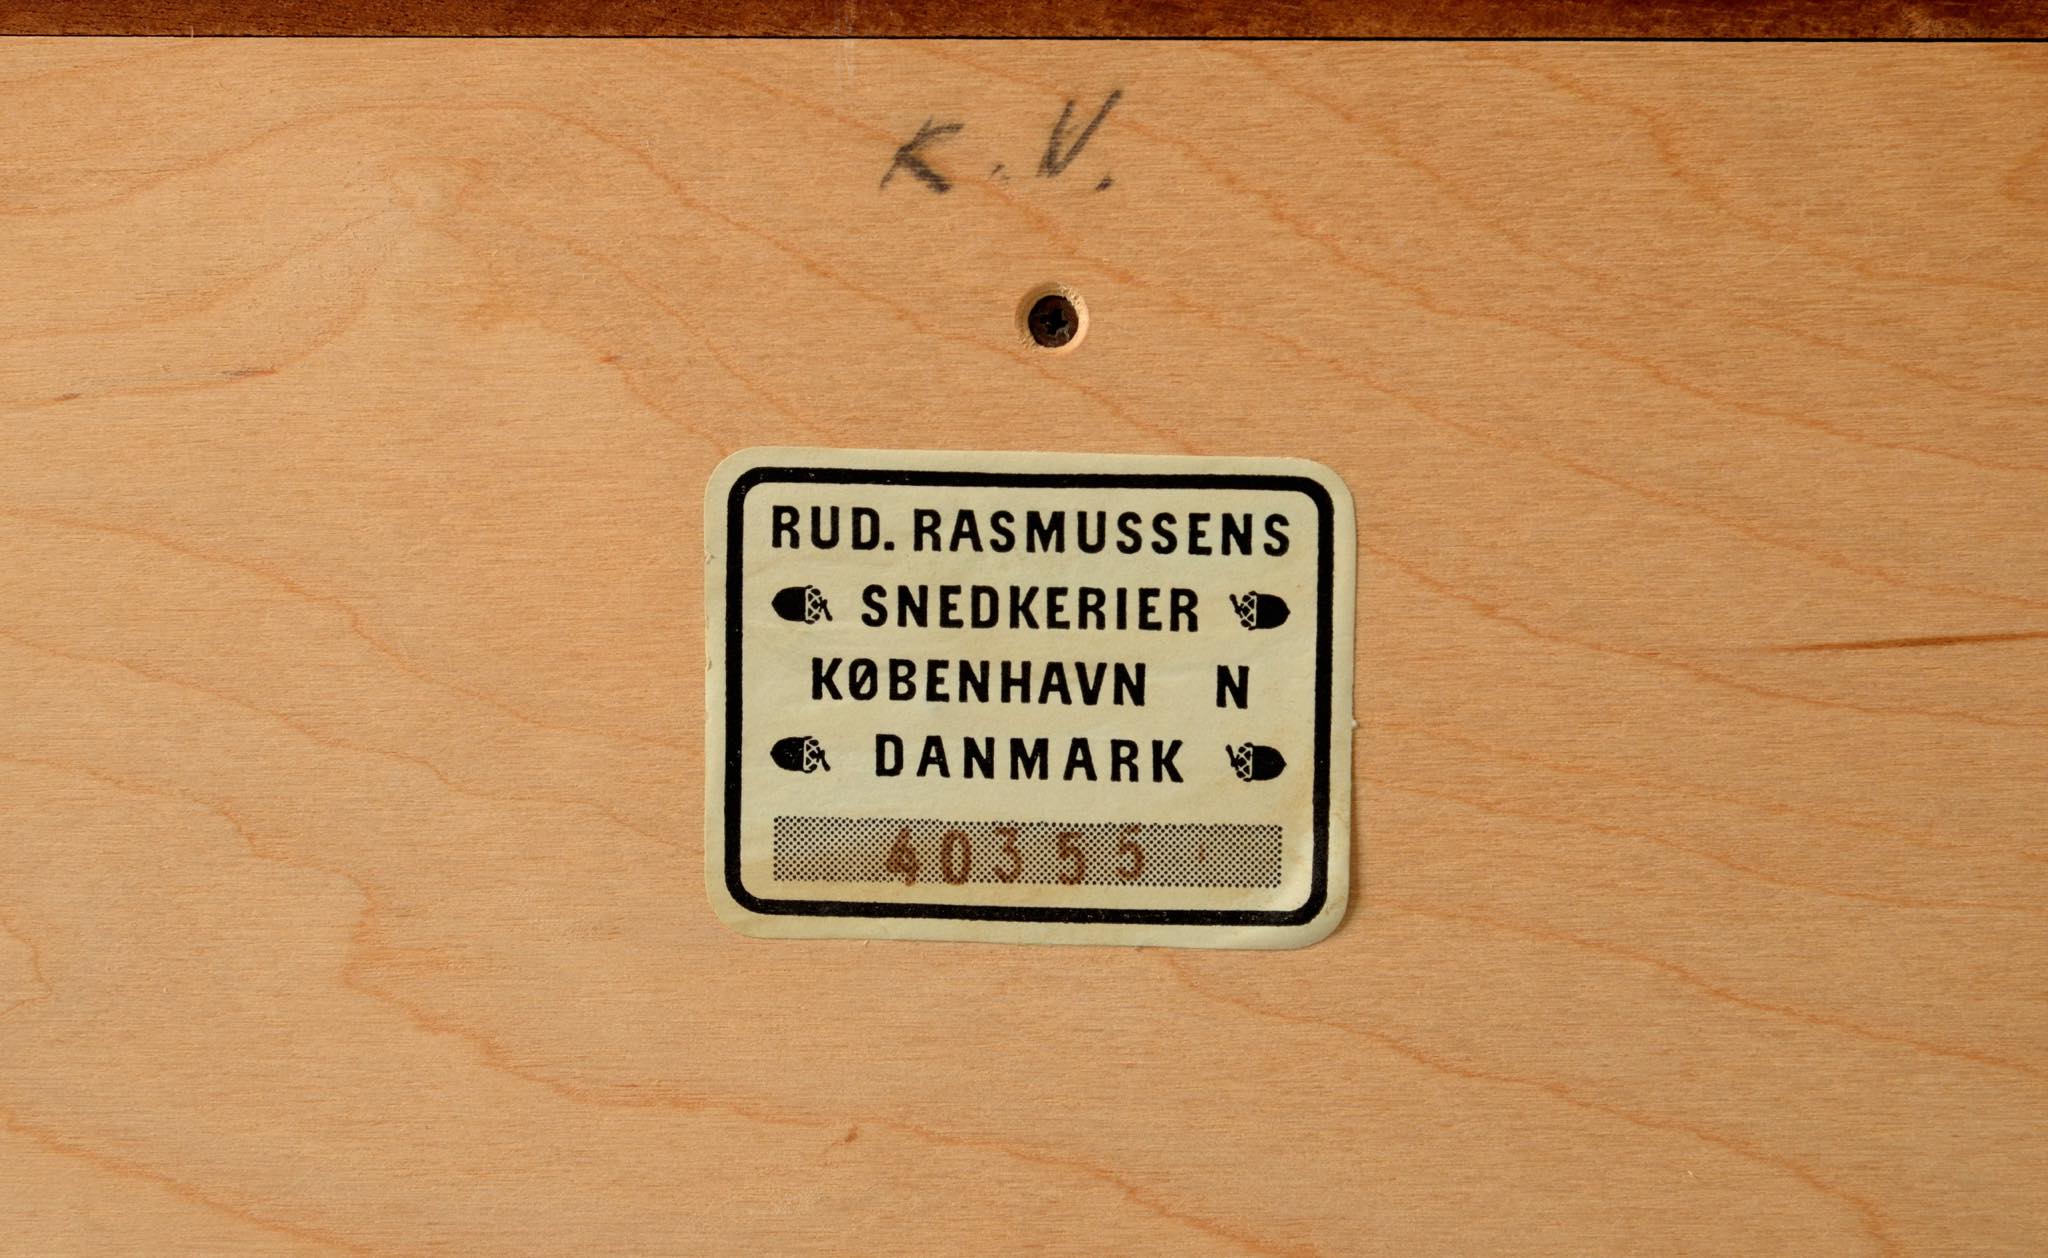 K. V.
RUD. RASMUSSENS
SNEDKERIER
KØBENHAVN N
DANMARK
40355